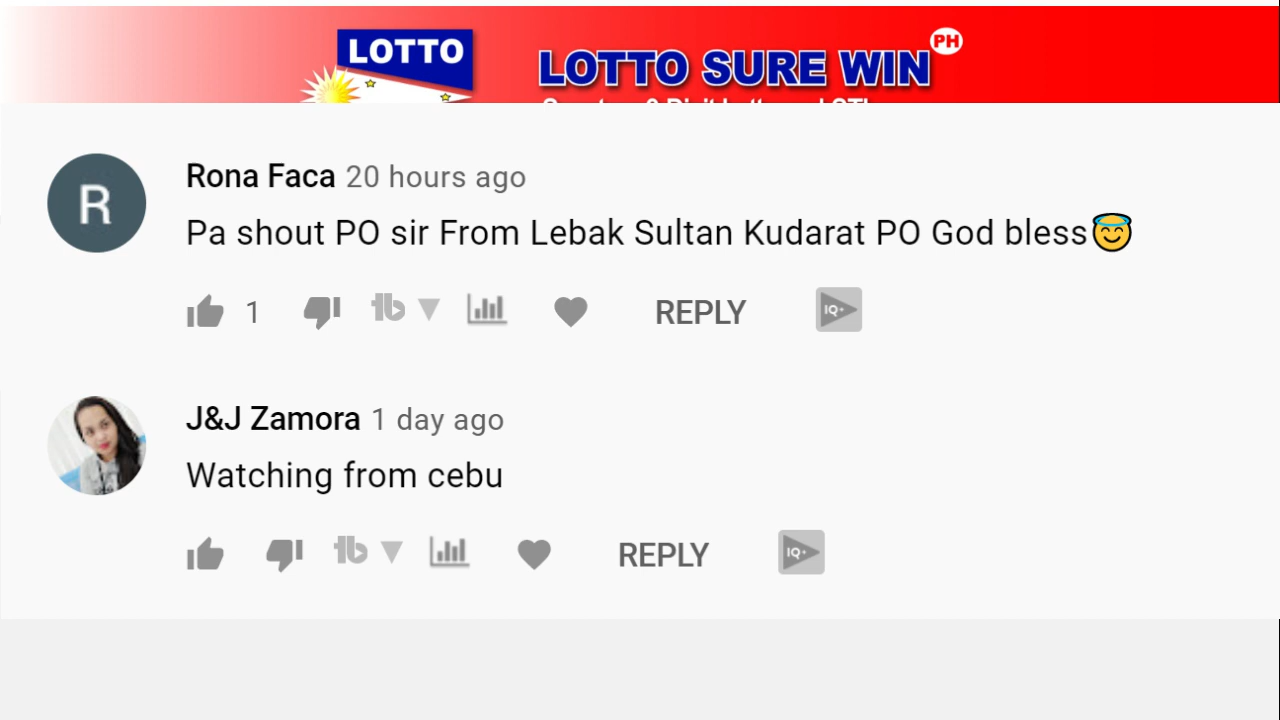 LOTTO
LOTTO SURE WIN PH
R
Rona Faca 20 hours ago
Pa shout PO sir From Lebak Sultan Kudarat PO God bless😇
1
REPLY
IQ+
J&J Zamora 1 day ago
Watching from cebu
REPLY
IQ+